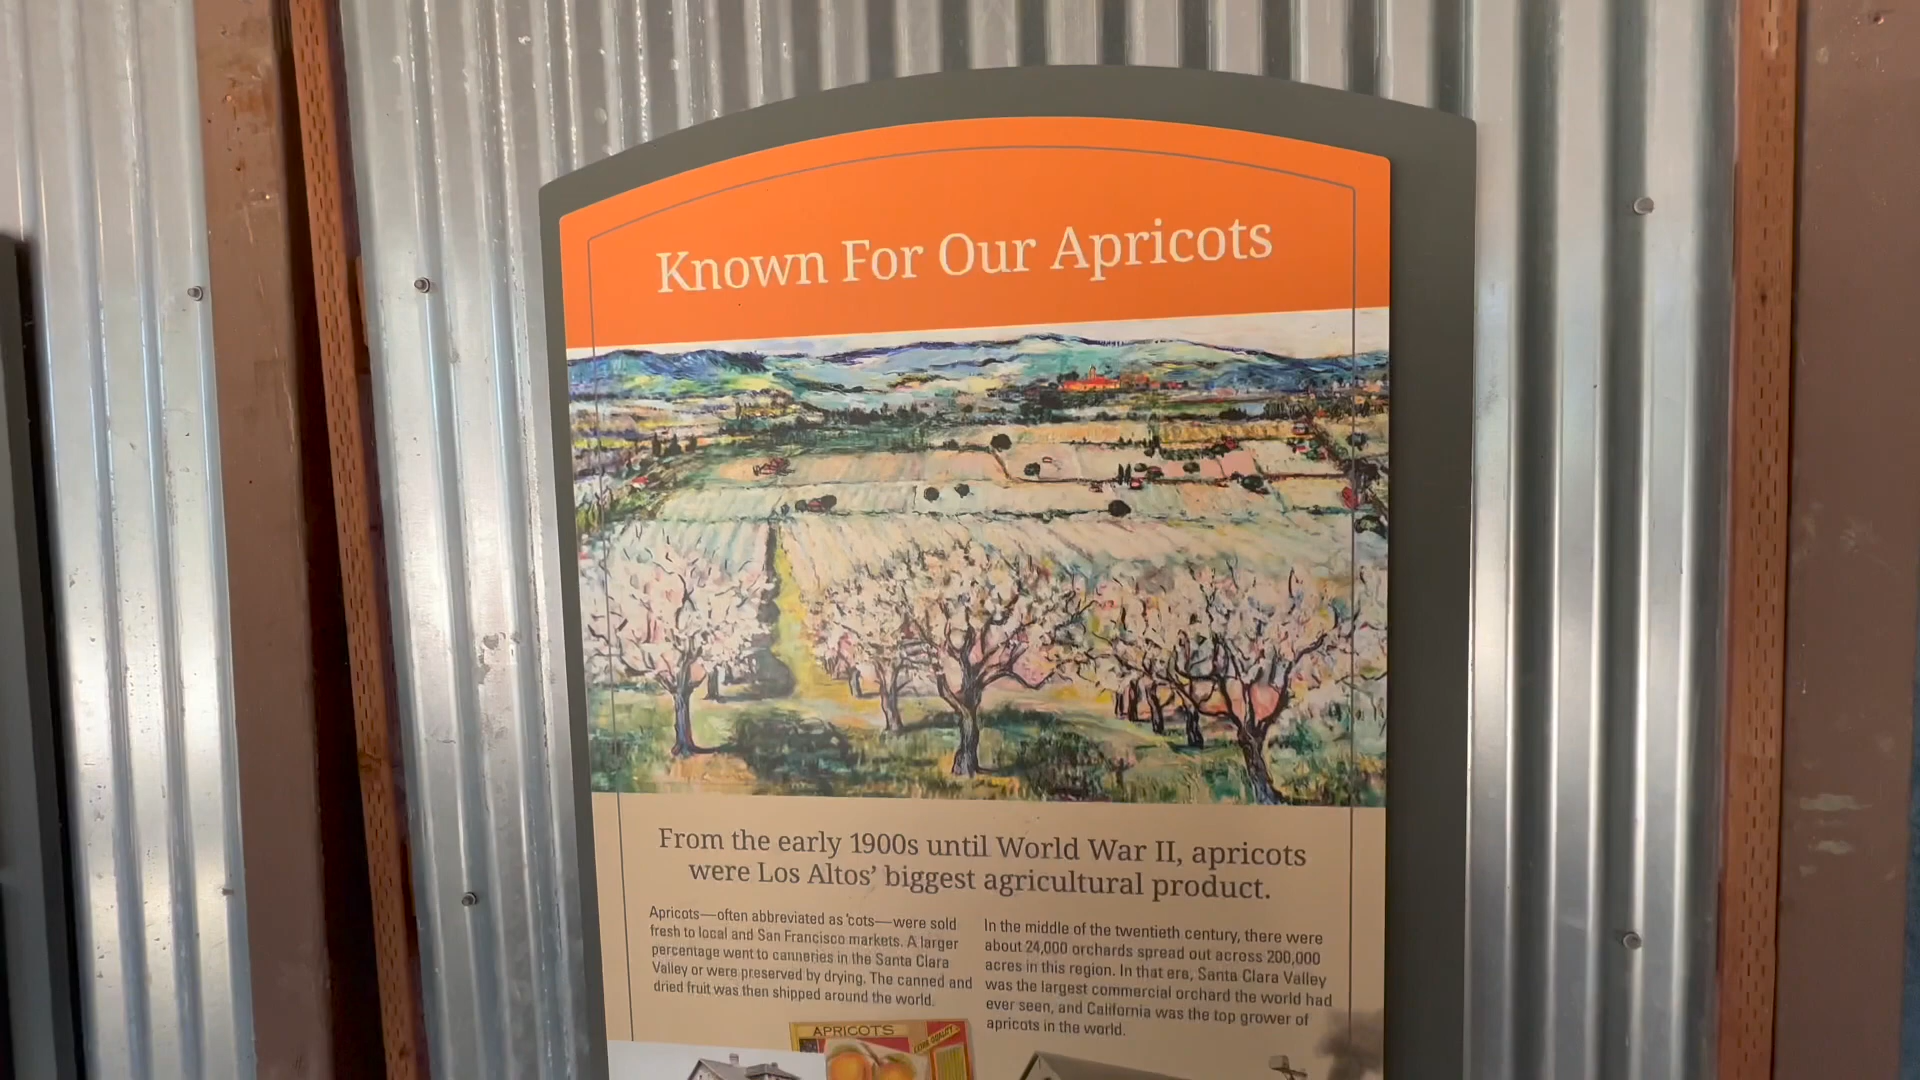 Known For Our Apricots
From the early 1900s until World War II, apricots
were Los Altos’ biggest agricultural product.
Apricots—often abbreviated as ‘cots—were sold
fresh to local and San Francisco markets. A larger
percentage went to canneries in the Santa Clara
Valley or were preserved by drying. The canned and
dried fruit was then shipped around the world.
In the middle of the twentieth century, there were
about 24,000 orchards spread out across 200,000
acres in this region. In that era, Santa Clara Valley
was the largest commercial orchard the world had
ever seen, and California was the top grower of
apricots in the world.
APRICOTS